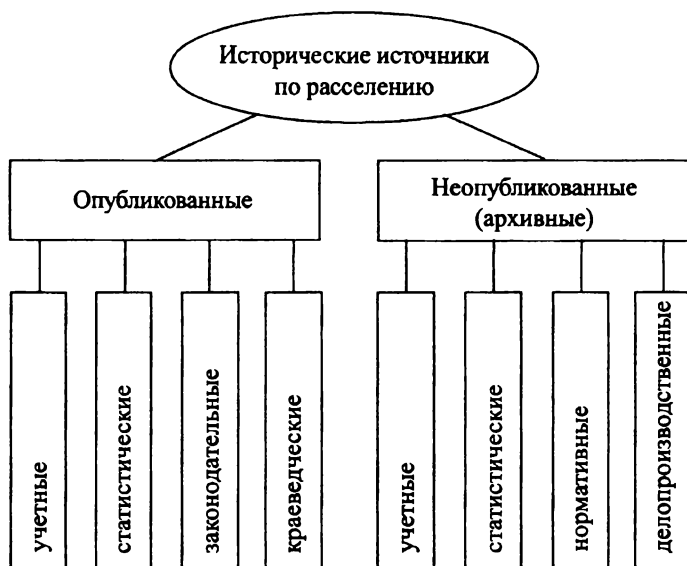 Исторические источники
по расселению
Опубликованные
Неопубликованные
(архивные)
учетные
статистические
законодательные
краеведческие
учетные
статистические
нормативные
делопроизводственные